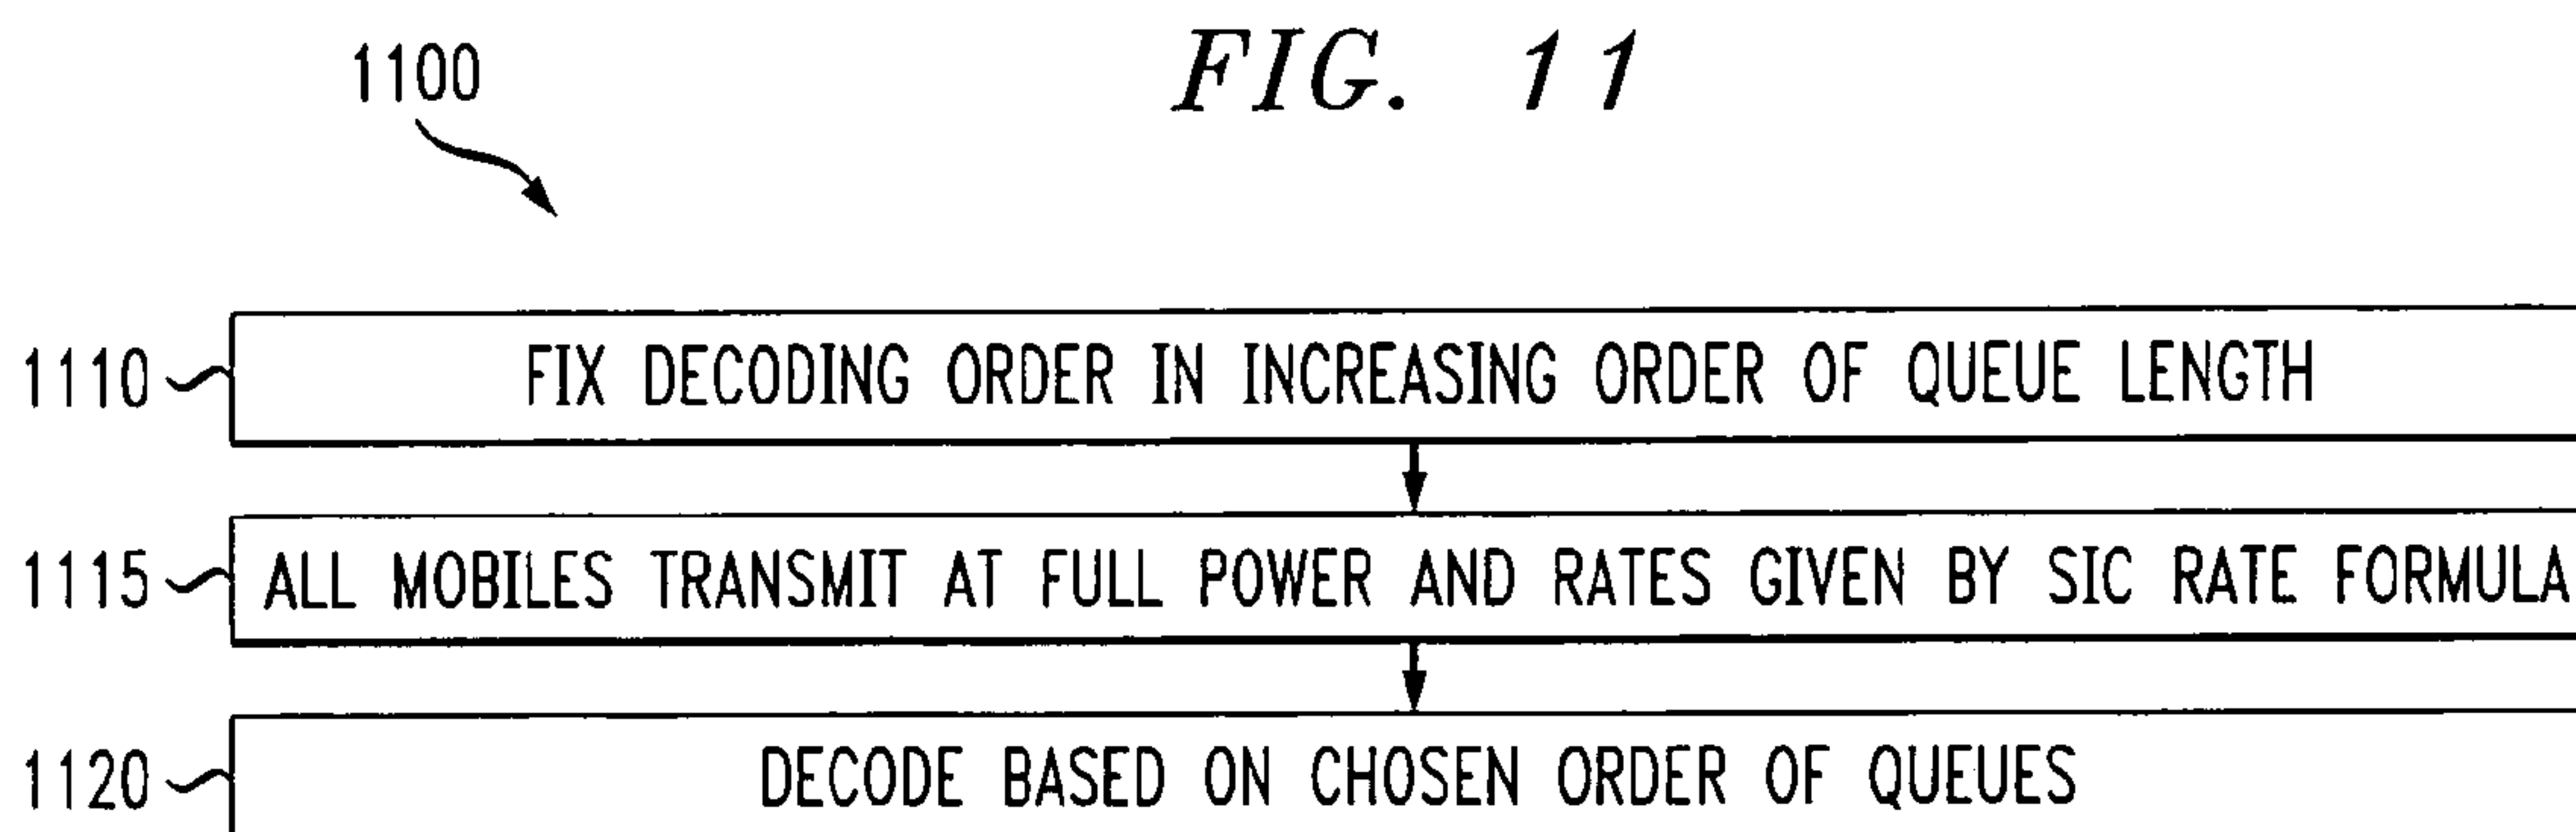 FIG. 11
1100
1110 FIX DECODING ORDER IN INCREASING ORDER OF QUEUE LENGTH
1115 ALL MOBILES TRANSMIT AT FULL POWER AND RATES GIVEN BY SIC RATE FORMULA
1120 DECODE BASED ON CHOSEN ORDER OF QUEUES